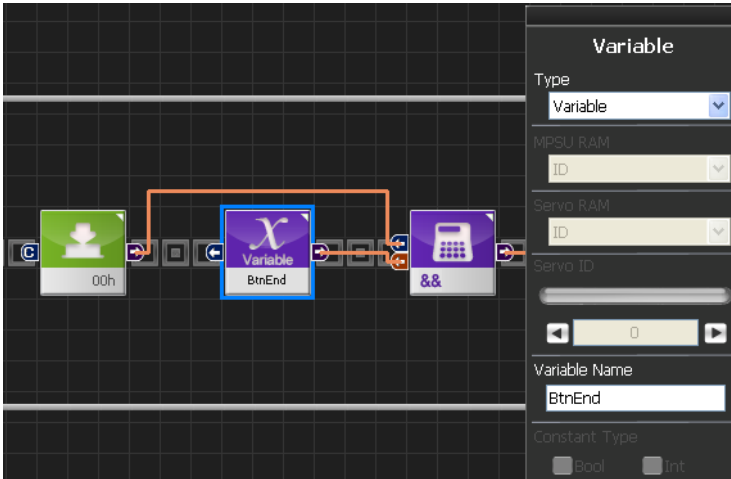 Variable
Type
Variable
MPSU RAM
ID
Servo RAM
ID
Servo ID
0
Variable Name
BtnEnd
Constant Type
Bool Int
C
00h
x
Variable
BtnEnd
&&